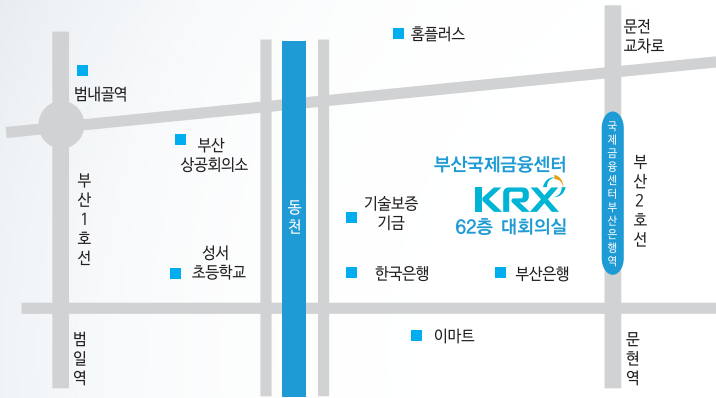 홈플러스
문전
교차로
범내골역
부산
상공회의소
부산1호선
동천
기술보증
기금
부산국제금융센터
KRX
62층 대회의실
국제금융센터부산은행역
부산2호선
성서
초등학교
한국은행
부산은행
범일역
이마트
문현역